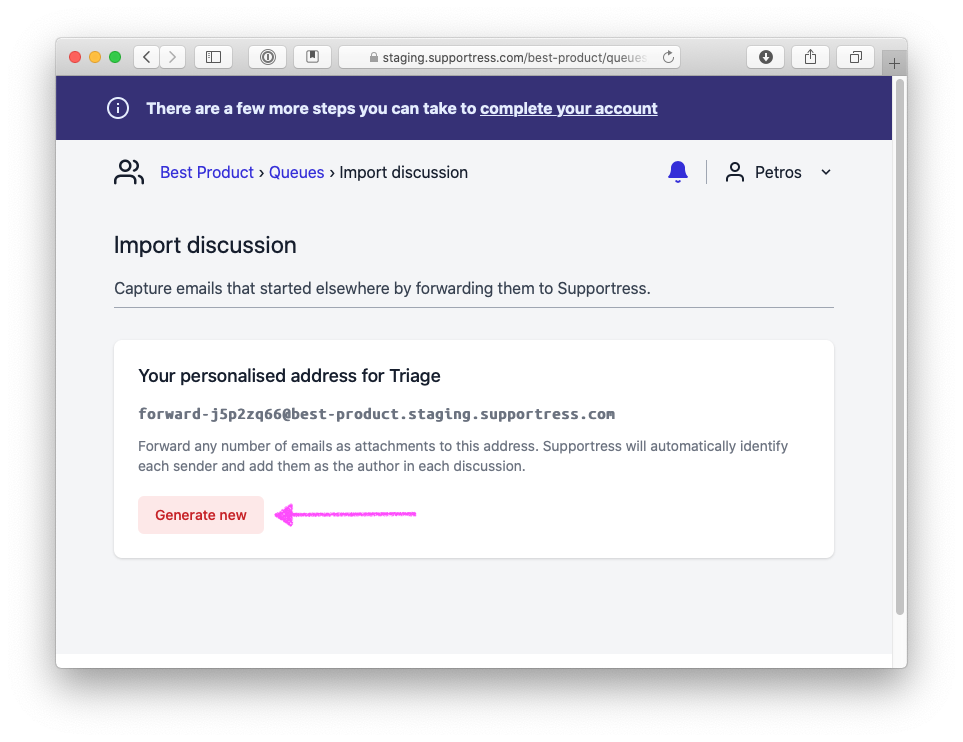 staging.supportress.com/best-product/queues
There are a few more steps you can take to complete your account
Best Product › Queues › Import discussion
Petros
Import discussion
Capture emails that started elsewhere by forwarding them to Supportress.
Your personalised address for Triage
forward-j5p2zq66@best-product.staging.supportress.com
Forward any number of emails as attachments to this address. Supportress will automatically identify
each sender and add them as the author in each discussion.
Generate new